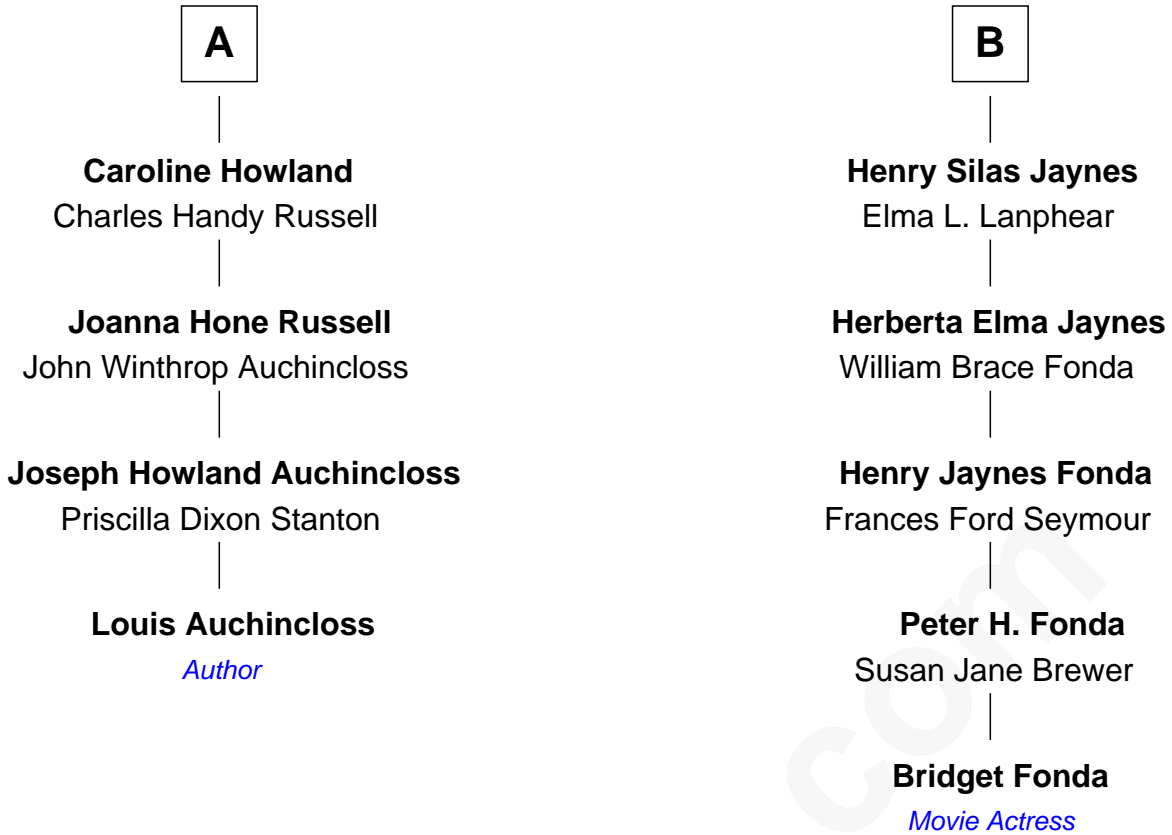 A
Caroline Howland
Charles Handy Russell
Joanna Hone Russell
John Winthrop Auchincloss
Joseph Howland Auchincloss
Priscilla Dixon Stanton
Louis Auchincloss
Author
B
Henry Silas Jaynes
Elma L. Lanphear
Herberta Elma Jaynes
William Brace Fonda
Henry Jaynes Fonda
Frances Ford Seymour
Peter H. Fonda
Susan Jane Brewer
Bridget Fonda
Movie Actress
com